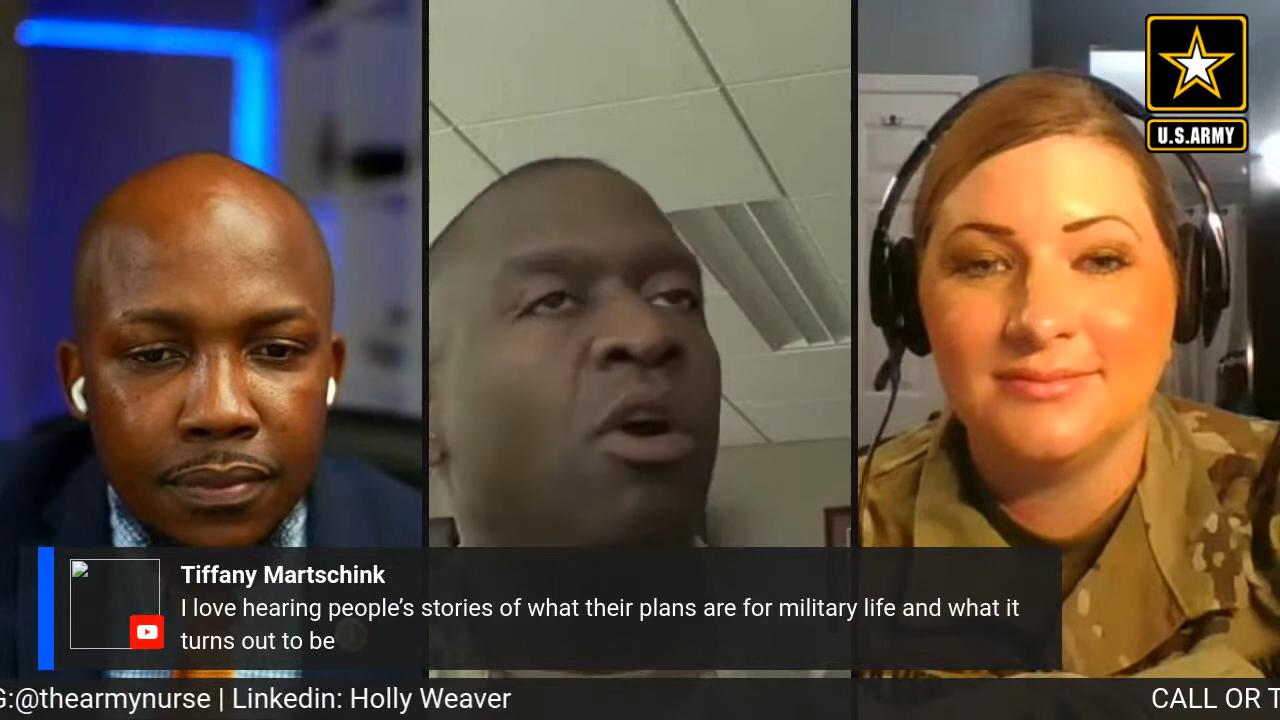 U.S.ARMY
Tiffany Martschink
I love hearing people’s stories of what their plans are for military life and what it
turns out to be
G:@thearmynurse | Linkedin: Holly Weaver
CALL OR T